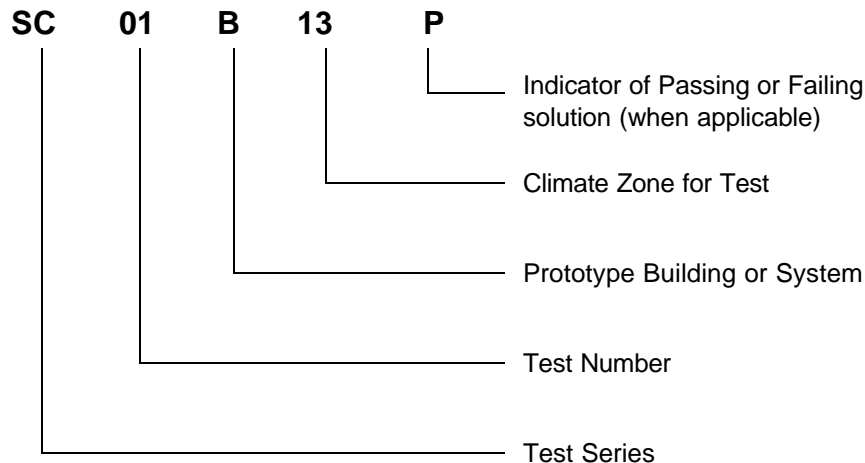 SC 01 B 13 P
Indicator of Passing or Failing
solution (when applicable)
Climate Zone for Test
Prototype Building or System
Test Number
Test Series